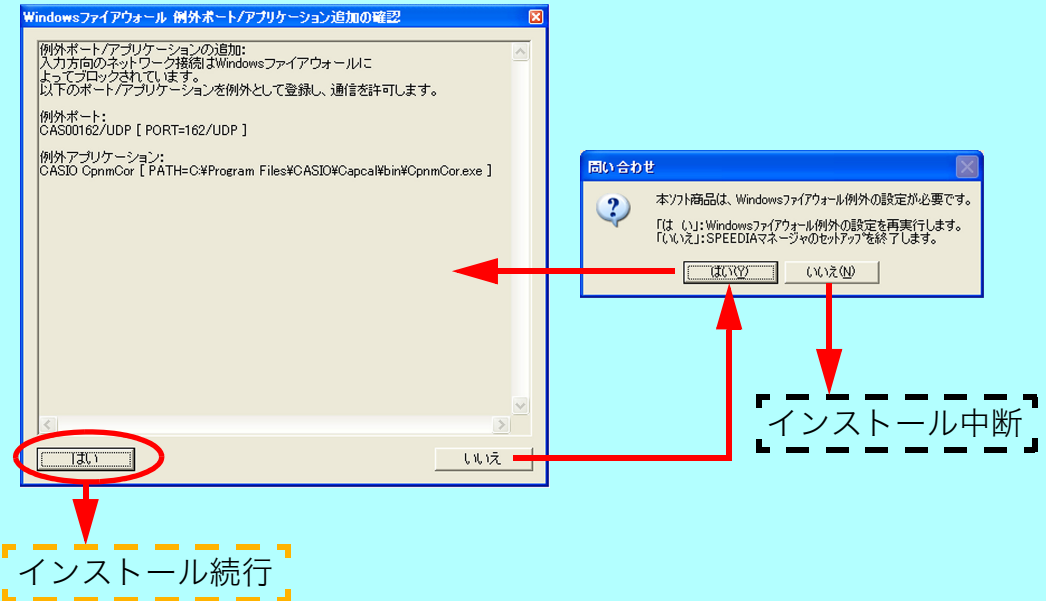 Windowsファイアウォール 例外ポート/アプリケーション追加の確認
例外ポート/アプリケーションの追加:
入力方向のネットワーク接続はWindowsファイアウォールに
よってブロックされています。
以下のポート/アプリケーションを例外として登録し、通信を許可します。
例外ポート:
CAS00162/UDP [ PORT=162/UDP ]
例外アプリケーション:
CASIO CpnmCor [ PATH=C:¥Program Files¥CASIO¥Capcal¥bin¥CpnmCor.exe ]
はい
いいえ
問い合わせ
本ソフト商品は、Windowsファイアウォール例外の設定が必要です。
「は い」:Windowsファイアウォール例外の設定を再実行します。
「いいえ」:SPEEDIAマネージャのセットアップを終了します。
はい(Y)
いいえ(N)
インストール中断
インストール続行